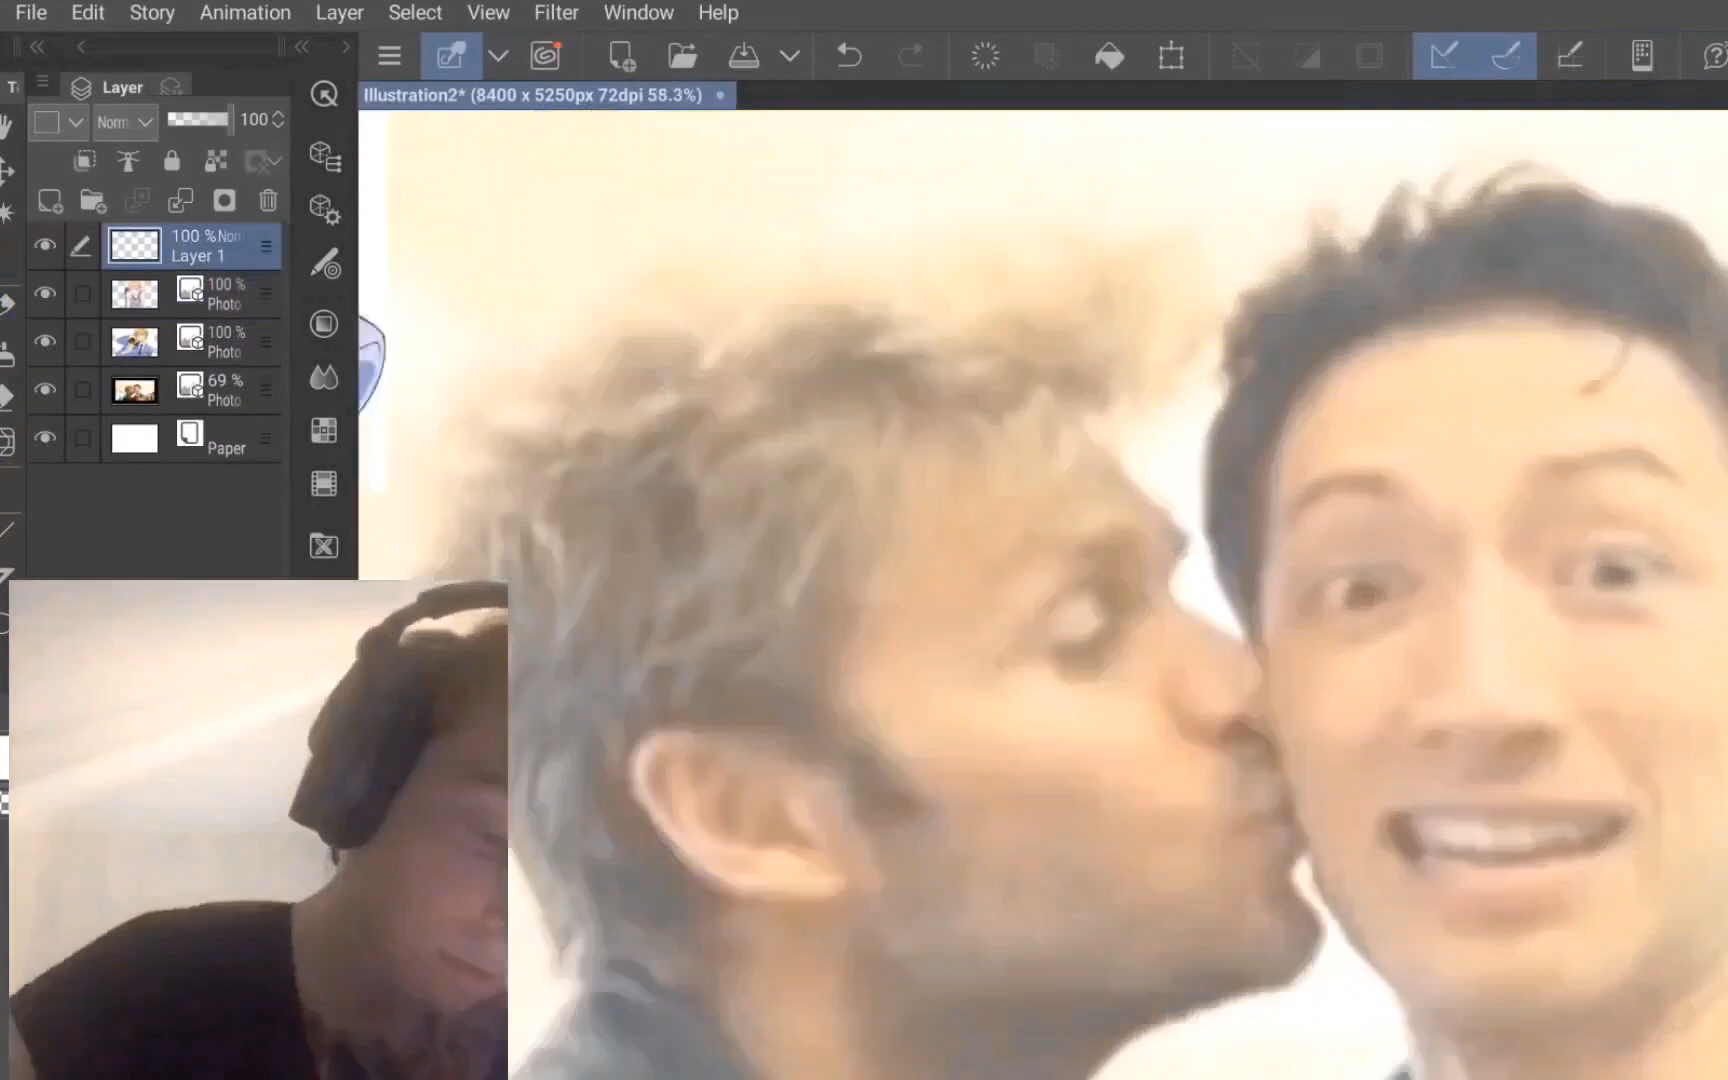 File Edit Story Animation Layer Select View Filter Window Help
Layer
Illustration2* (8400 x 5250px 72dpi 58.3%)
Norm 100
100 %Nor
Layer 1
100 %
Photo
100 %
Photo
69 %
Photo
Paper